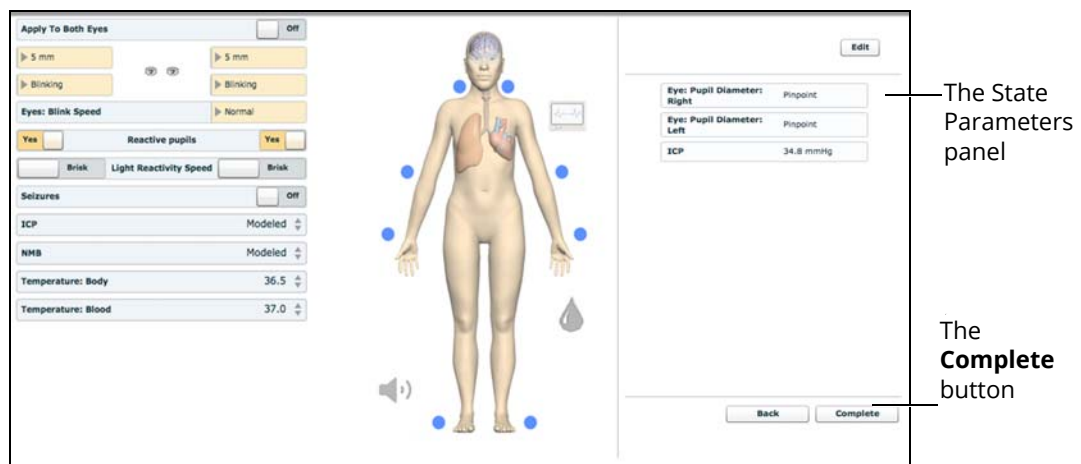 Apply To Both Eyes Off
5 mm 5 mm
Blinking Blinking
Eyes: Blink Speed Normal
Yes Reactive pupils Yes
Brisk Light Reactivity Speed Brisk
Seizures Off
ICP Modeled
NMB Modeled
Temperature: Body 36.5
Temperature: Blood 37.0
Edit
Eye: Pupil Diameter:
Right
Pinpoint
Eye: Pupil Diameter:
Left
Pinpoint
ICP 34.8 mmHg
Back Complete
The State
Parameters
panel
The
Complete
button